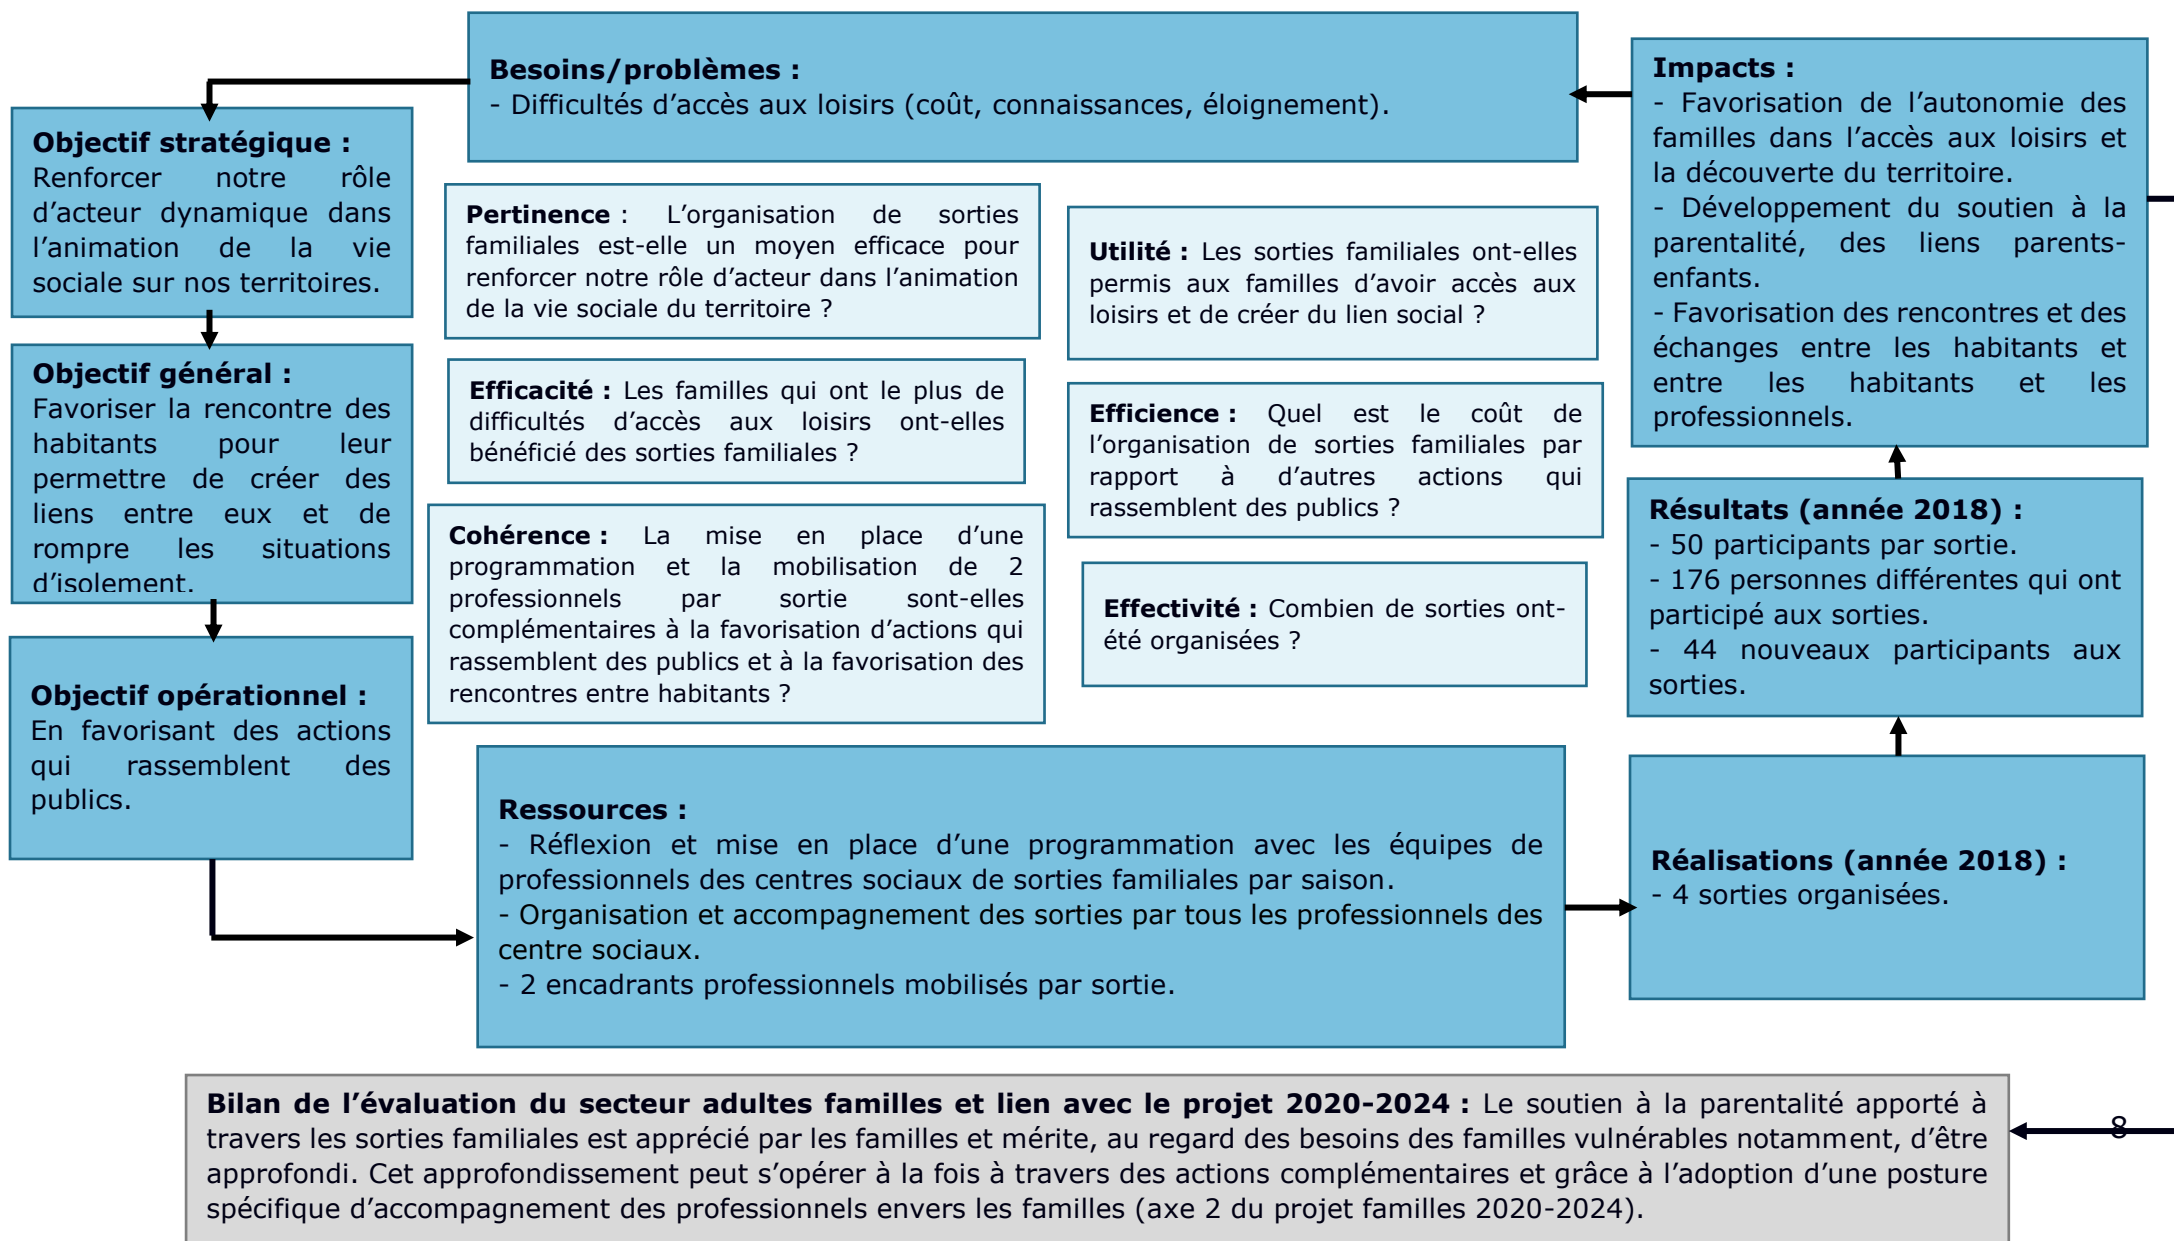 Besoins/problèmes :
- Difficultés d’accès aux loisirs (coût, connaissances, éloignement).
Objectif stratégique :
Renforcer notre rôle
d’acteur dynamique dans
l’animation de la vie
sociale sur nos territoires.
Objectif général :
Favoriser la rencontre des
habitants pour leur
permettre de créer des
liens entre eux et de
rompre les situations
d’isolement.
Objectif opérationnel :
En favorisant des actions
qui rassemblent des
publics.
Pertinence : L’organisation de sorties
familiales est-elle un moyen efficace pour
renforcer notre rôle d’acteur dans l’animation
de la vie sociale du territoire ?
Efficacité : Les familles qui ont le plus de
difficultés d’accès aux loisirs ont-elles
bénéficié des sorties familiales ?
Cohérence : La mise en place d’une
programmation et la mobilisation de 2
professionnels par sortie sont-elles
complémentaires à la favorisation d’actions qui
rassemblent des publics et à la favorisation des
rencontres entre habitants ?
Utilité : Les sorties familiales ont-elles
permis aux familles d’avoir accès aux
loisirs et de créer du lien social ?
Efficience : Quel est le coût de
l’organisation de sorties familiales par
rapport à d’autres actions qui
rassemblent des publics ?
Effectivité : Combien de sorties ont-
été organisées ?
Ressources :
- Réflexion et mise en place d’une programmation avec les équipes de
professionnels des centres sociaux de sorties familiales par saison.
- Organisation et accompagnement des sorties par tous les professionnels des
centre sociaux.
- 2 encadrants professionnels mobilisés par sortie.
Impacts :
- Favorisation de l’autonomie des
familles dans l’accès aux loisirs et
la découverte du territoire.
- Développement du soutien à la
parentalité, des liens parents-
enfants.
- Favorisation des rencontres et des
échanges entre les habitants et
entre les habitants et les
professionnels.
Résultats (année 2018) :
- 50 participants par sortie.
- 176 personnes différentes qui ont
participé aux sorties.
- 44 nouveaux participants aux
sorties.
Réalisations (année 2018) :
- 4 sorties organisées.
Bilan de l’évaluation du secteur adultes familles et lien avec le projet 2020-2024 : Le soutien à la parentalité apporté à
travers les sorties familiales est apprécié par les familles et mérite, au regard des besoins des familles vulnérables notamment, d’être
approfondi. Cet approfondissement peut s’opérer à la fois à travers des actions complémentaires et grâce à l’adoption d’une posture
spécifique d’accompagnement des professionnels envers les familles (axe 2 du projet familles 2020-2024).
8